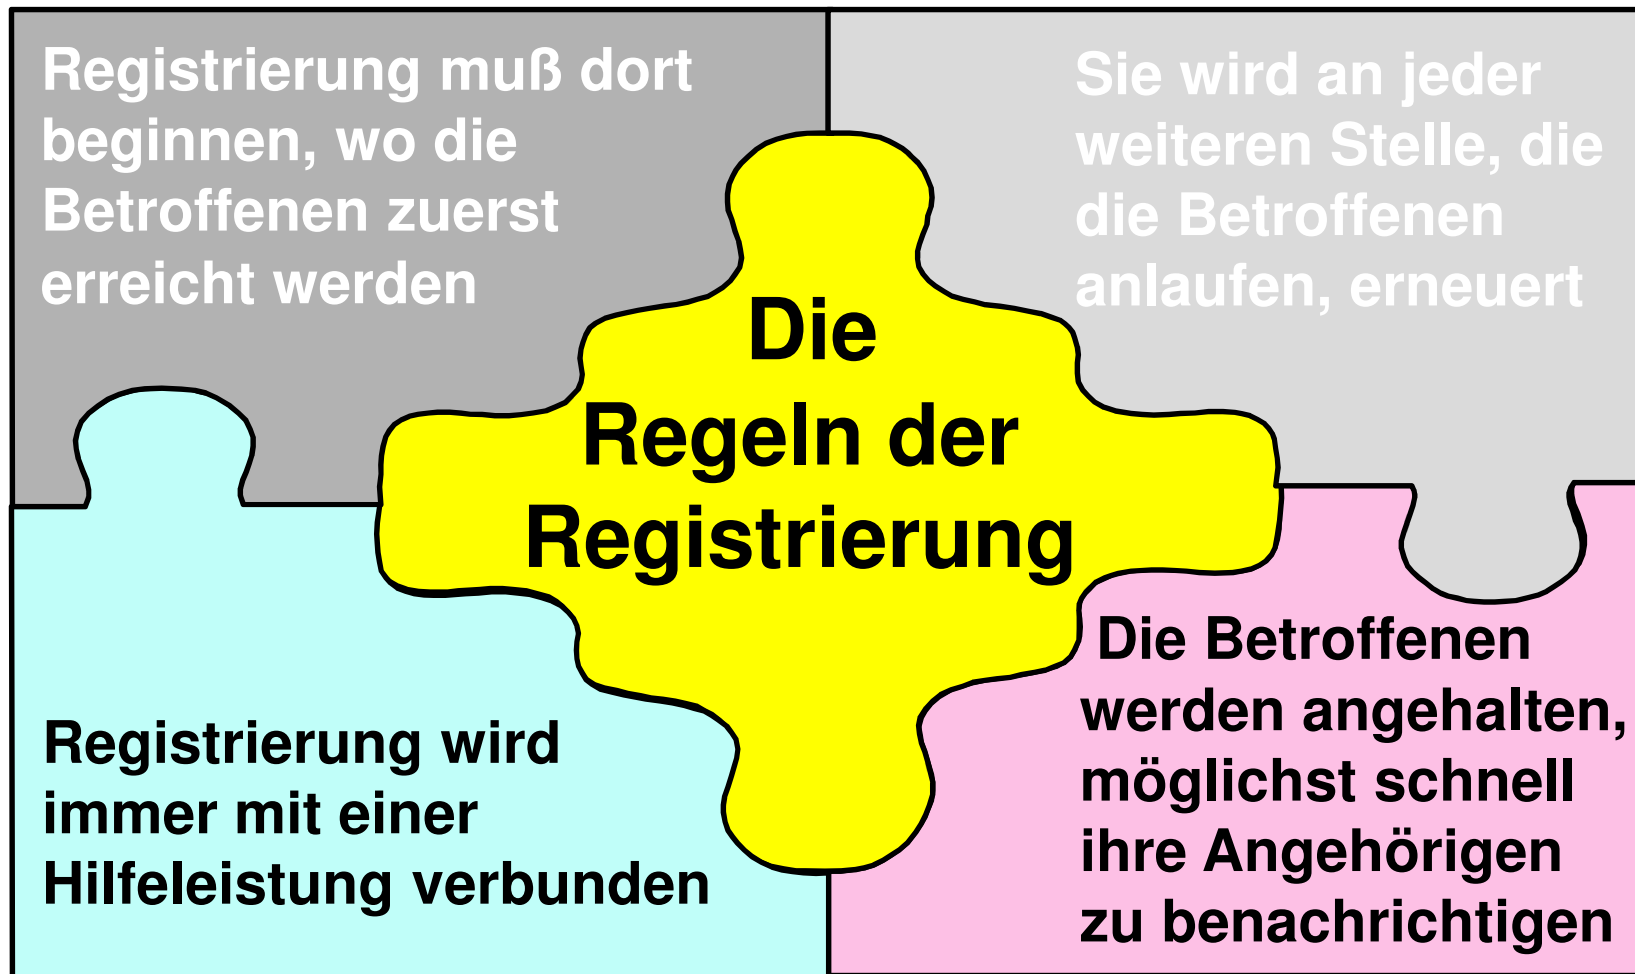 Registrierung muß dort
beginnen, wo die
Betroffenen zuerst
erreicht werden
Sie wird an jeder
weiteren Stelle, die
die Betroffenen
anlaufen, erneuert
Die
Regeln der
Registrierung
Registrierung wird
immer mit einer
Hilfeleistung verbunden
Die Betroffenen
werden angehalten,
möglichst schnell
ihre Angehörigen
zu benachrichtigen